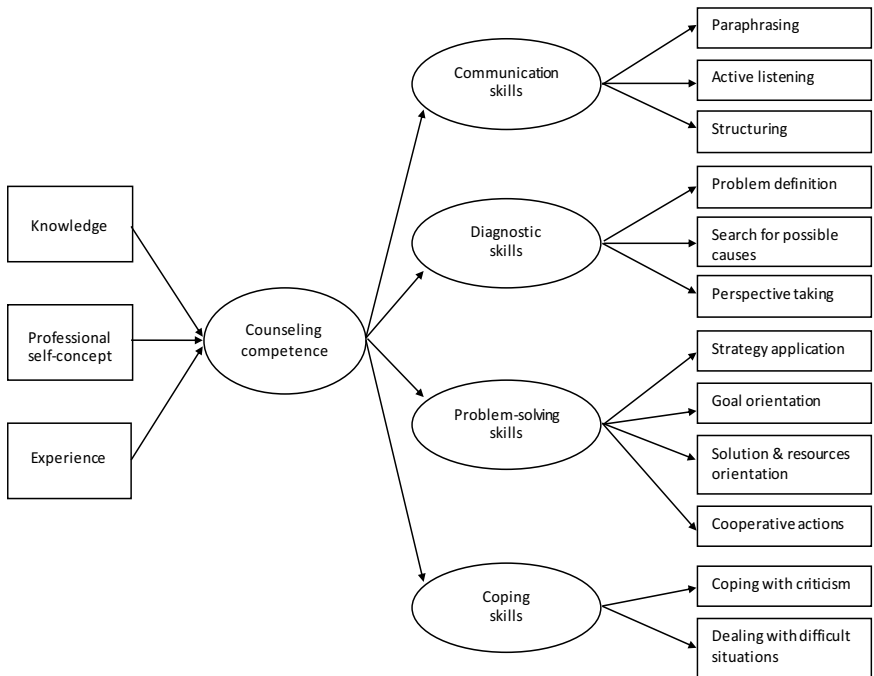 Knowledge
Professional
self-concept
Experience
Counseling
competence
Communication
skills
Diagnostic
skills
Problem-solving
skills
Coping
skills
Paraphrasing
Active listening
Structuring
Problem definition
Search for possible
causes
Perspective taking
Strategy application
Goal orientation
Solution & resources
orientation
Cooperative actions
Coping with criticism
Dealing with difficult
situations